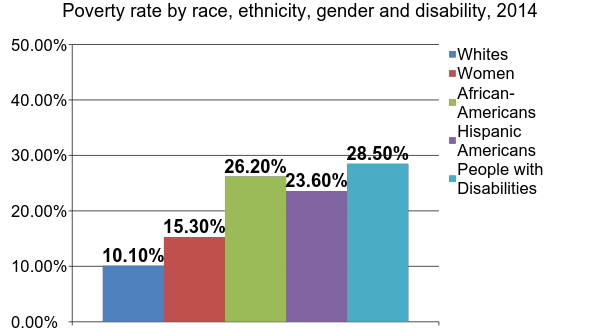 Poverty rate by race, ethnicity, gender and disability, 2014
50.00%
40.00%
30.00%
20.00%
10.00%
0.00%
10.10%
15.30%
26.20%
23.60%
28.50%
Whites
Women
African-
Americans
Hispanic
Americans
People with
Disabilities